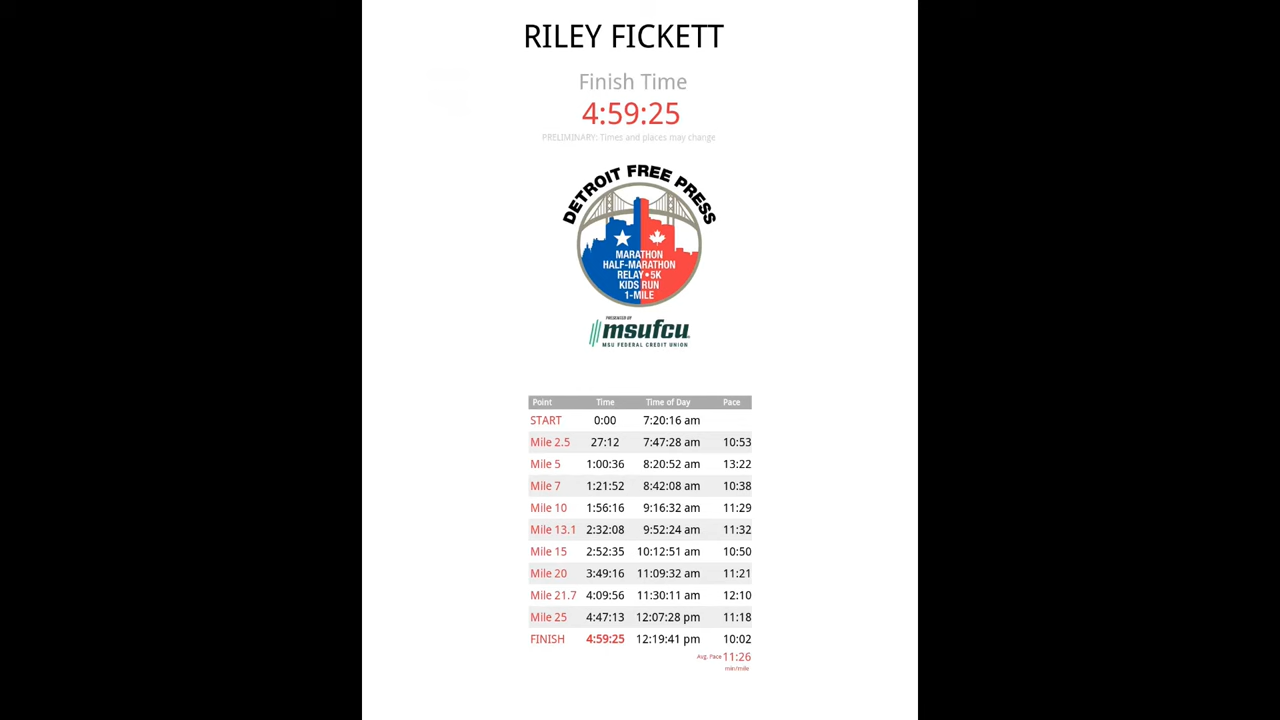 RILEY FICKETT
Finish Time
4:59:25
PRELIMINARY: Times and places may change
DETROIT FREE PRESS
MARATHON
HALF-MARATHON
RELAY • 5K
KIDS RUN
1-MILE
PRESENTED BY
msufcu
MSU FEDERAL CREDIT UNION
Point Time Time of Day Pace
START 0:00 7:20:16 am
Mile 2.5 27:12 7:47:28 am 10:53
Mile 5 1:00:36 8:20:52 am 13:22
Mile 7 1:21:52 8:42:08 am 10:38
Mile 10 1:56:16 9:16:32 am 11:29
Mile 13.1 2:32:08 9:52:24 am 11:32
Mile 15 2:52:35 10:12:51 am 10:50
Mile 20 3:49:16 11:09:32 am 11:21
Mile 21.7 4:09:56 11:30:11 am 12:10
Mile 25 4:47:13 12:07:28 pm 11:18
FINISH 4:59:25 12:19:41 pm 10:02
Avg. Pace 11:26
min/mile